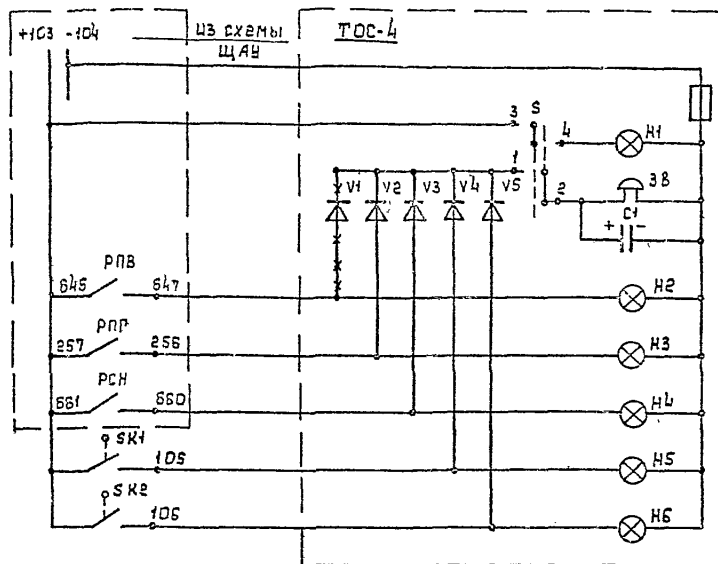 +103 -104
ИЗ СХЕМЫ
ЩАУ
ТОС-4
3
S
4
H1
1
V1
V2
V3
V4
V5
2
ЗВ
C1
+
-
645
РПВ
647
H2
257
РПГ
256
H3
661
РСН
660
H4
SK1
105
H5
SK2
106
H6